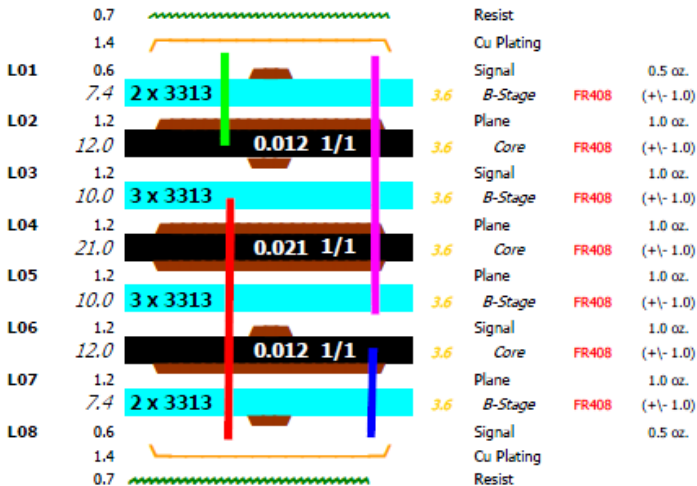 0.7 Resist
1.4 Cu Plating
L01 0.6 Signal 0.5 oz.
7.4 2 x 3313 3.6 B-Stage FR408 (+\- 1.0)
L02 1.2 Plane 1.0 oz.
12.0 0.012 1/1 3.6 Core FR408 (+\- 1.0)
L03 1.2 Signal 1.0 oz.
10.0 3 x 3313 3.6 B-Stage FR408 (+\- 1.0)
L04 1.2 Plane 1.0 oz.
21.0 0.021 1/1 3.6 Core FR408 (+\- 1.0)
L05 1.2 Plane 1.0 oz.
10.0 3 x 3313 3.6 B-Stage FR408 (+\- 1.0)
L06 1.2 Signal 1.0 oz.
12.0 0.012 1/1 3.6 Core FR408 (+\- 1.0)
L07 1.2 Plane 1.0 oz.
7.4 2 x 3313 3.6 B-Stage FR408 (+\- 1.0)
L08 0.6 Signal 0.5 oz.
1.4 Cu Plating
0.7 Resist